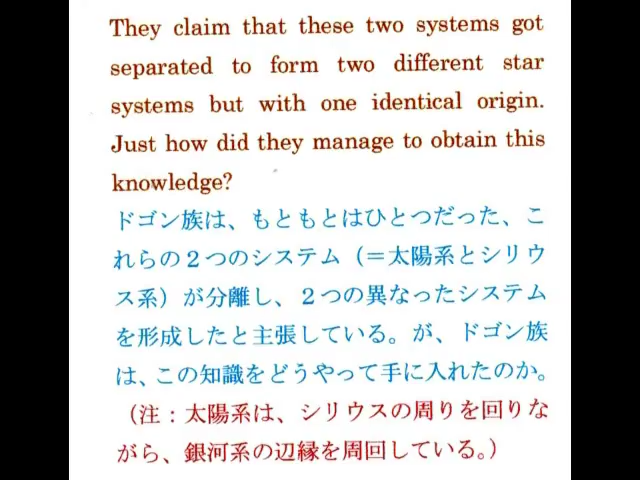 They claim that these two systems got
separated to form two different star
systems but with one identical origin.
Just how did they manage to obtain this
knowledge?
ドゴン族は、もともとはひとつだった、こ
れらの２つのシステム（＝太陽系とシリウ
ス系）が分離し、２つの異なったシステム
を形成したと主張している。が、ドゴン族
は、この知識をどうやって手に入れたのか。
（注：太陽系は、シリウスの周りを回りな
がら、銀河系の辺縁を周回している。）